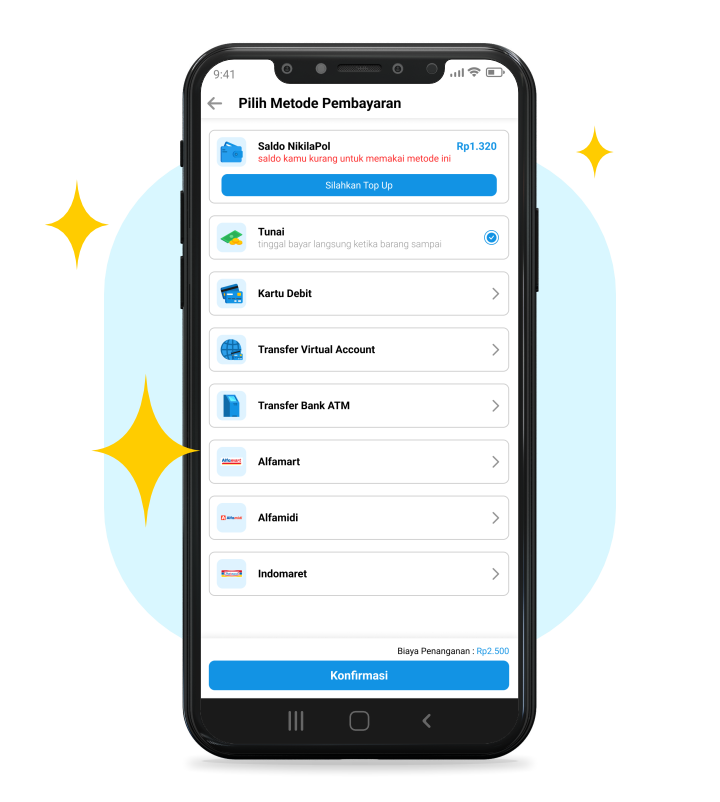 9:41
Pilih Metode Pembayaran
Saldo NikilaPol Rp1.320
saldo kamu kurang untuk memakai metode ini
Silahkan Top Up
Tunai
tinggal bayar langsung ketika barang sampai
Kartu Debit
Transfer Virtual Account
Transfer Bank ATM
Alfamart
Alfamart
Alfamidi
Alfamidi
Indomaret
Biaya Penanganan : Rp2.500
Konfirmasi